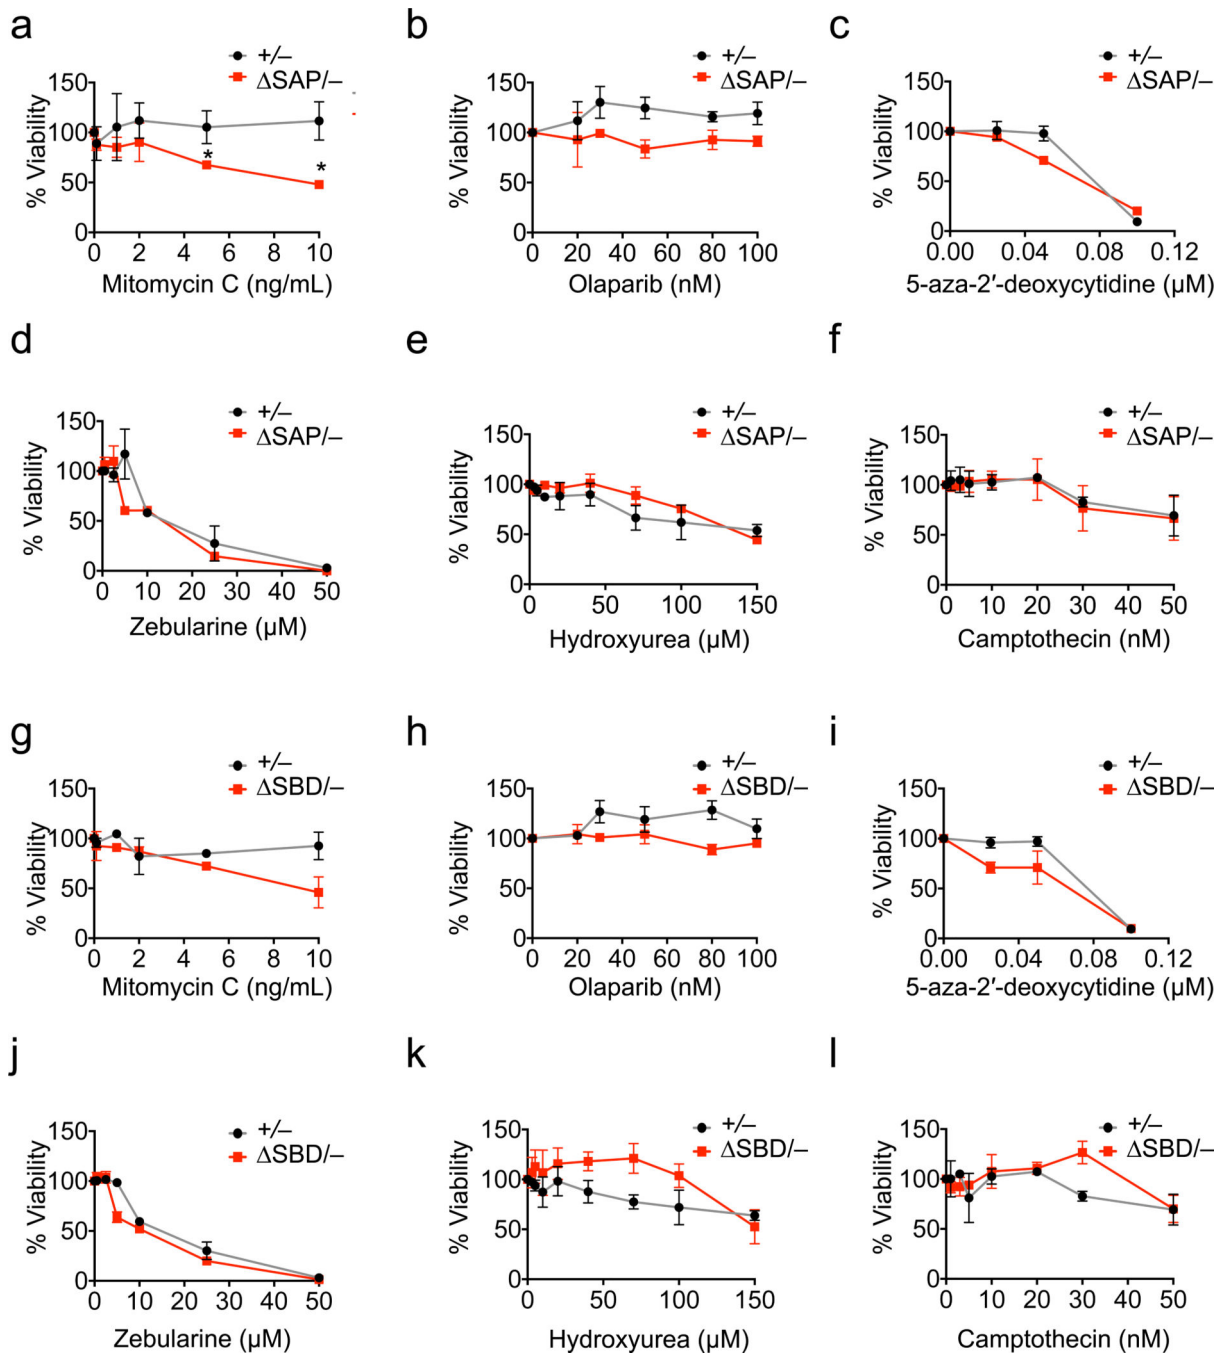 a
+/–
ΔSAP/–
% Viability
150
100
50
0
*
*
0 2 4 6 8 10
Mitomycin C (ng/mL)
b
+/–
ΔSAP/–
% Viability
150
100
50
0
0 20 40 60 80 100
Olaparib (nM)
c
+/–
ΔSAP/–
% Viability
150
100
50
0
0.00 0.04 0.08 0.12
5-aza-2′-deoxycytidine (µM)
d
+/–
ΔSAP/–
% Viability
150
100
50
0
0 10 20 30 40 50
Zebularine (µM)
e
+/–
ΔSAP/–
% Viability
150
100
50
0
0 50 100 150
Hydroxyurea (µM)
f
+/–
ΔSAP/–
% Viability
150
100
50
0
0 10 20 30 40 50
Camptothecin (nM)
g
+/–
ΔSBD/–
% Viability
150
100
50
0
0 2 4 6 8 10
Mitomycin C (ng/mL)
h
+/–
ΔSBD/–
% Viability
150
100
50
0
0 20 40 60 80 100
Olaparib (nM)
i
+/–
ΔSBD/–
% Viability
150
100
50
0
0.00 0.04 0.08 0.12
5-aza-2′-deoxycytidine (µM)
j
+/–
ΔSBD/–
% Viability
150
100
50
0
0 10 20 30 40 50
Zebularine (µM)
k
+/–
ΔSBD/–
% Viability
150
100
50
0
0 50 100 150
Hydroxyurea (µM)
l
+/–
ΔSBD/–
% Viability
150
100
50
0
0 10 20 30 40 50
Camptothecin (nM)